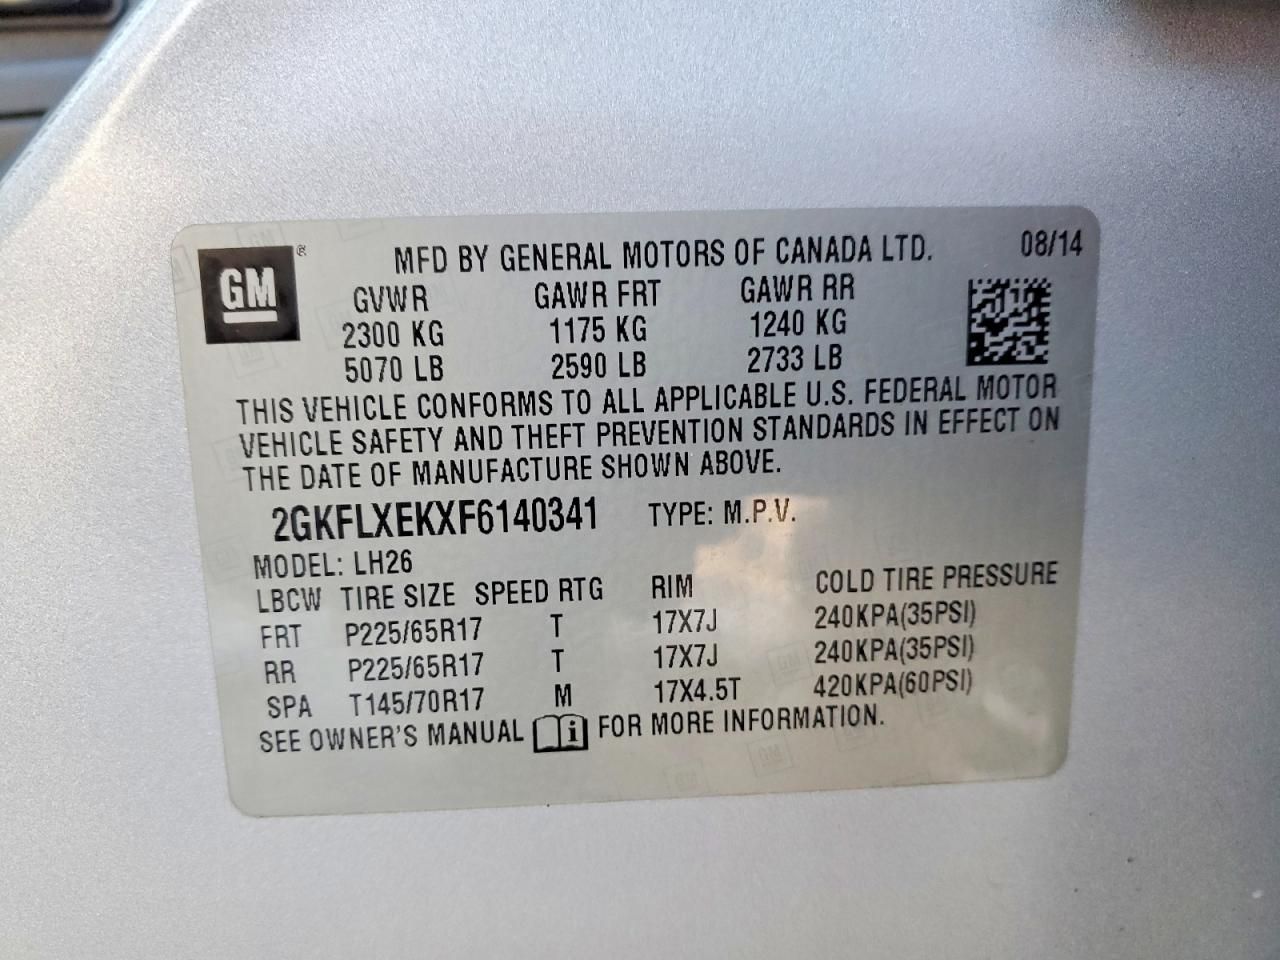 GM ® MFD BY GENERAL MOTORS OF CANADA LTD. 08/14
GVWR GAWR FRT GAWR RR
2300 KG 1175 KG 1240 KG
5070 LB 2590 LB 2733 LB
THIS VEHICLE CONFORMS TO ALL APPLICABLE U.S. FEDERAL MOTOR
VEHICLE SAFETY AND THEFT PREVENTION STANDARDS IN EFFECT ON
THE DATE OF MANUFACTURE SHOWN ABOVE.
2GKFLXEKXF6140341 TYPE: M.P.V.
MODEL: LH26
LBCW TIRE SIZE SPEED RTG RIM COLD TIRE PRESSURE
FRT P225/65R17 T 17X7J 240KPA(35PSI)
RR P225/65R17 T 17X7J 240KPA(35PSI)
SPA T145/70R17 M 17X4.5T 420KPA(60PSI)
SEE OWNER'S MANUAL i FOR MORE INFORMATION.